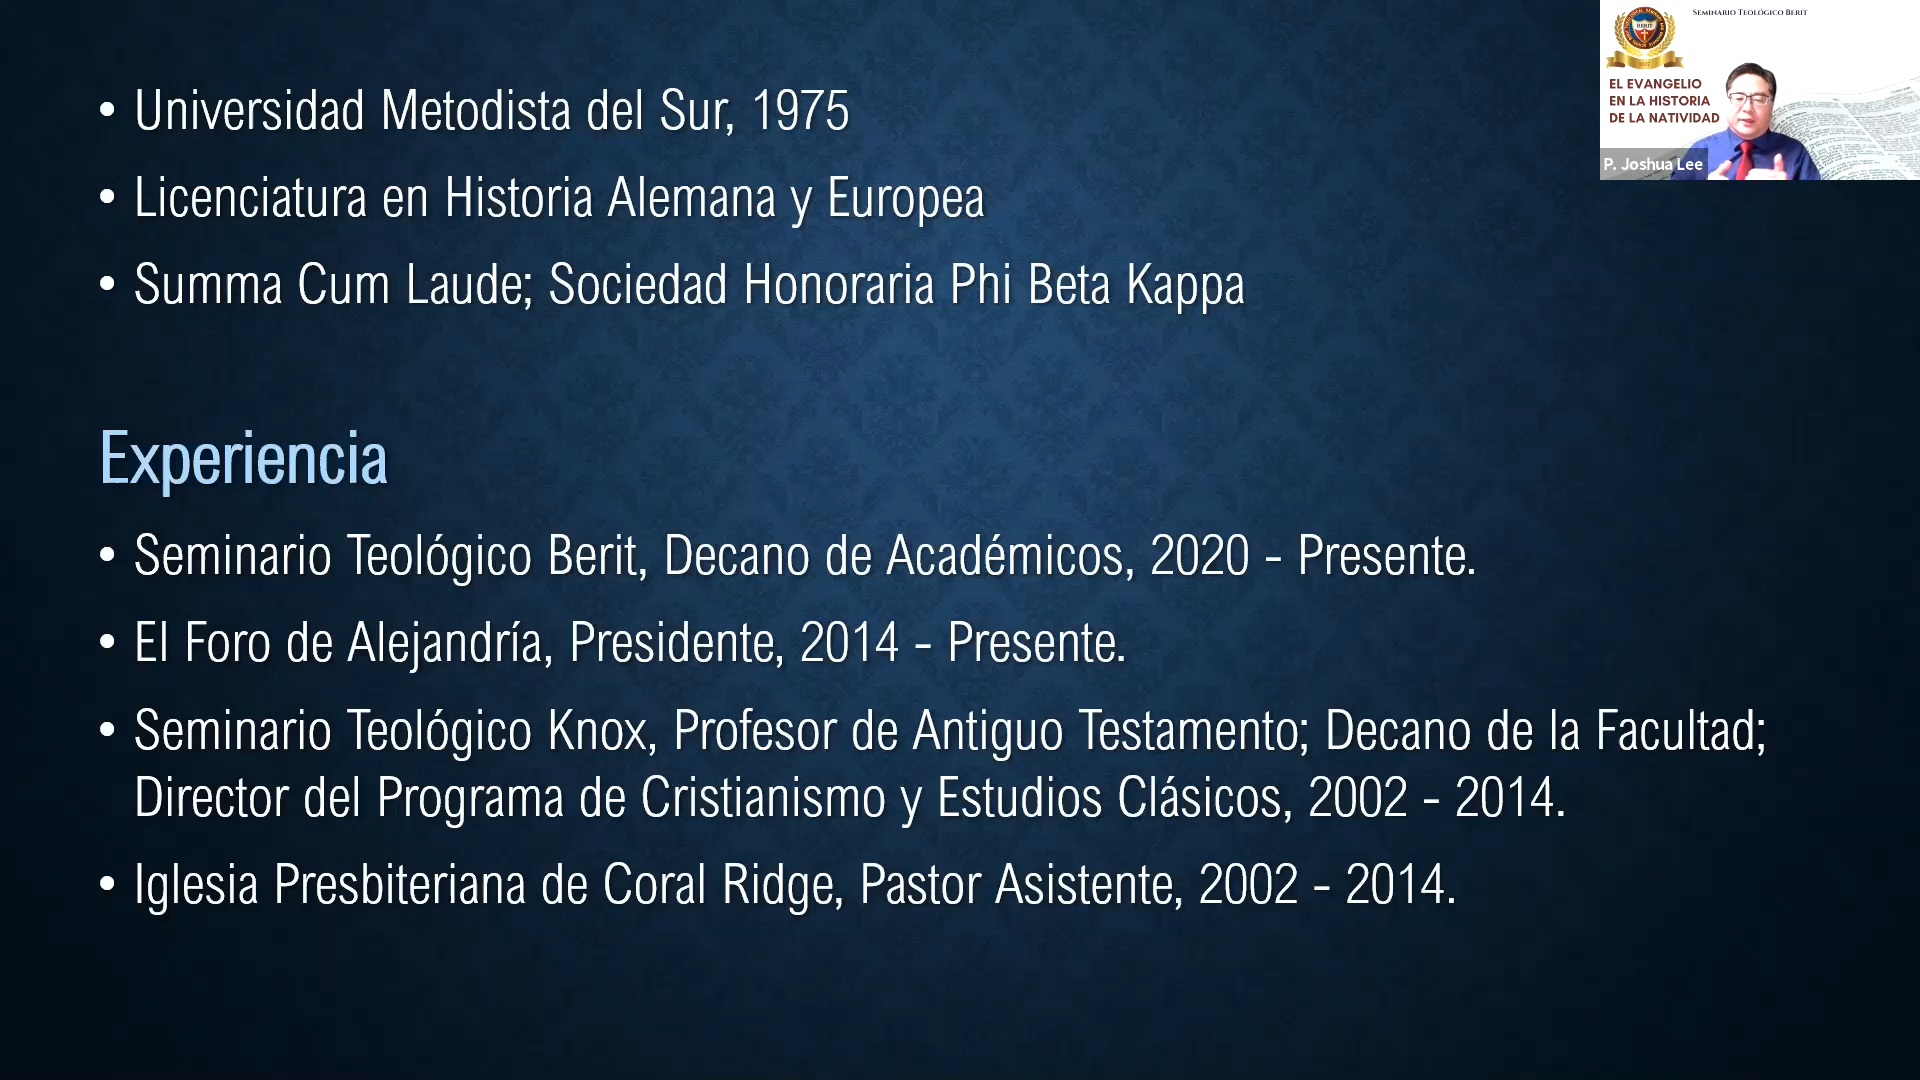 • Universidad Metodista del Sur, 1975
• Licenciatura en Historia Alemana y Europea
• Summa Cum Laude; Sociedad Honoraria Phi Beta Kappa
Experiencia
• Seminario Teológico Berit, Decano de Académicos, 2020 - Presente.
• El Foro de Alejandría, Presidente, 2014 - Presente.
• Seminario Teológico Knox, Profesor de Antiguo Testamento; Decano de la Facultad;
Director del Programa de Cristianismo y Estudios Clásicos, 2002 - 2014.
• Iglesia Presbiteriana de Coral Ridge, Pastor Asistente, 2002 - 2014.
Seminario Teológico Berit
BERIT
EL EVANGELIO
EN LA HISTORIA
DE LA NATIVIDAD
P. Joshua Lee